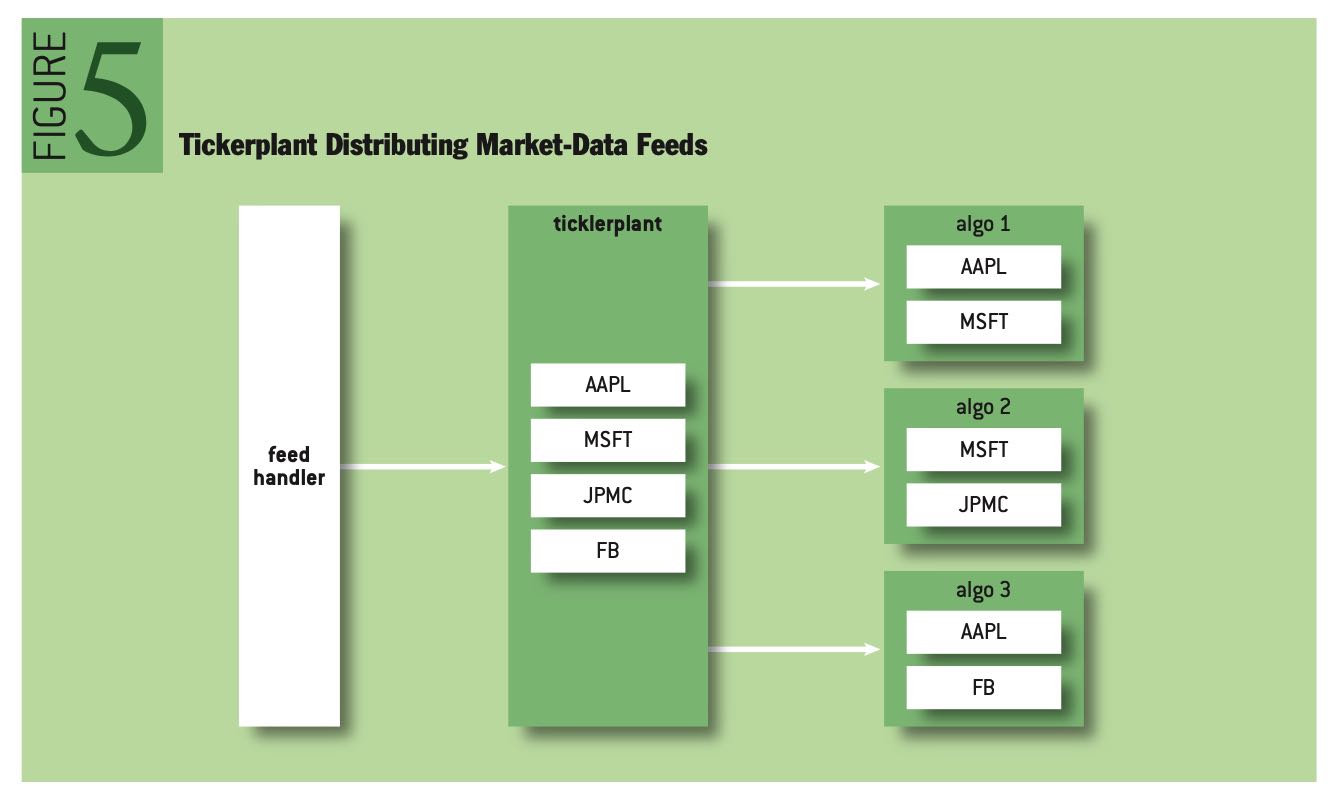 FIGURE 5
Tickerplant Distributing Market-Data Feeds
feed
handler
ticklerplant
AAPL
MSFT
JPMC
FB
algo 1
AAPL
MSFT
algo 2
MSFT
JPMC
algo 3
AAPL
FB